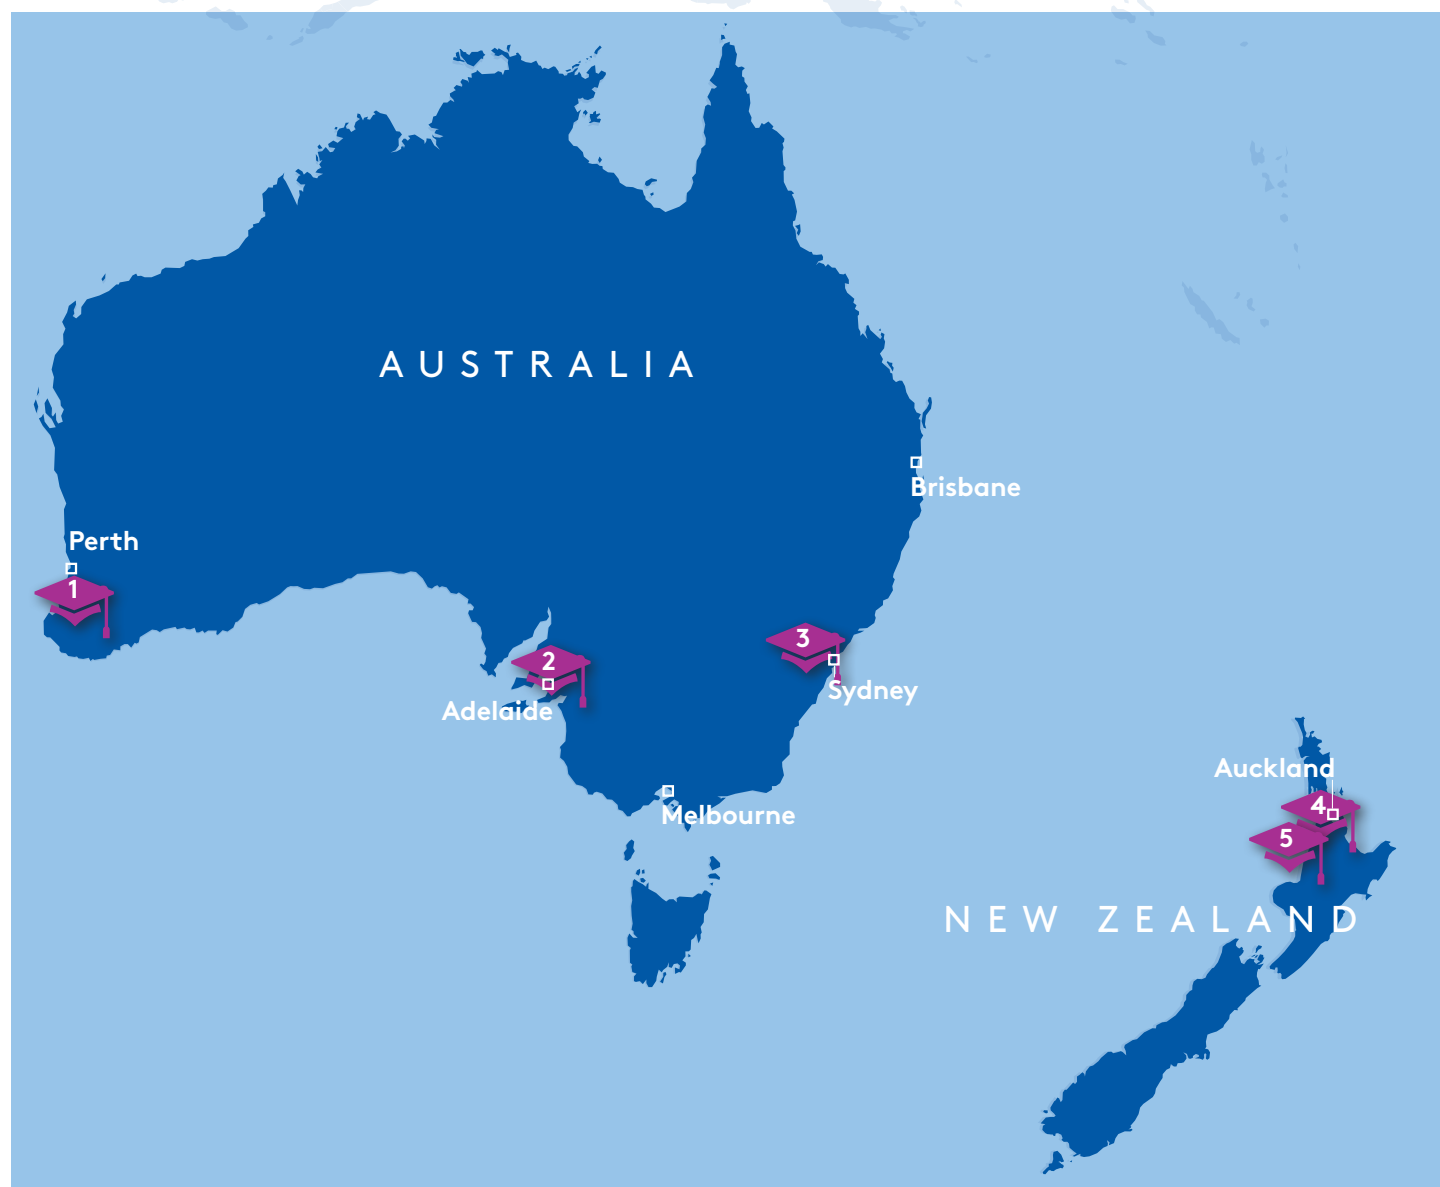 AUSTRALIA
Brisbane
Perth
1
3
2
Sydney
Adelaide
Auckland
4
Melbourne
5
NEW ZEALAND